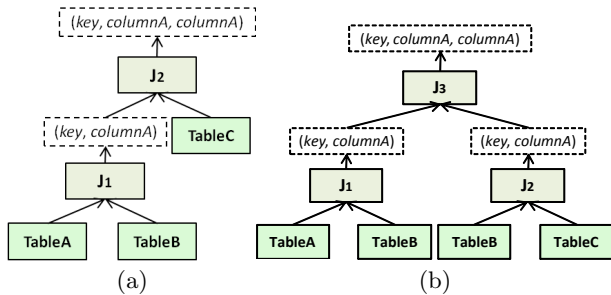 (key, columnA, columnA)
J2
(key, columnA)
TableC
J1
TableA
TableB
(a)
(key, columnA, columnA)
J3
(key, columnA)
(key, columnA)
J1
J2
TableA
TableB
TableB
TableC
(b)